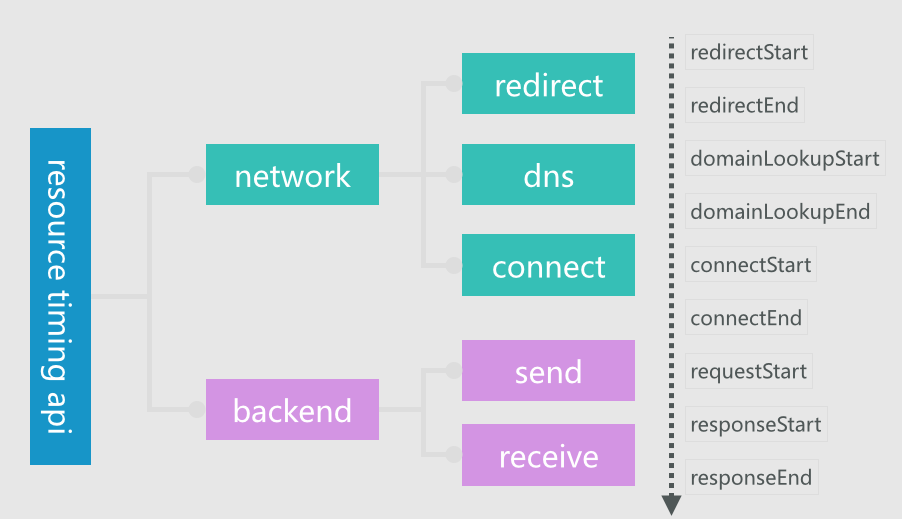 resource timing api
network
redirect
dns
connect
backend
send
receive
redirectStart
redirectEnd
domainLookupStart
domainLookupEnd
connectStart
connectEnd
requestStart
responseStart
responseEnd